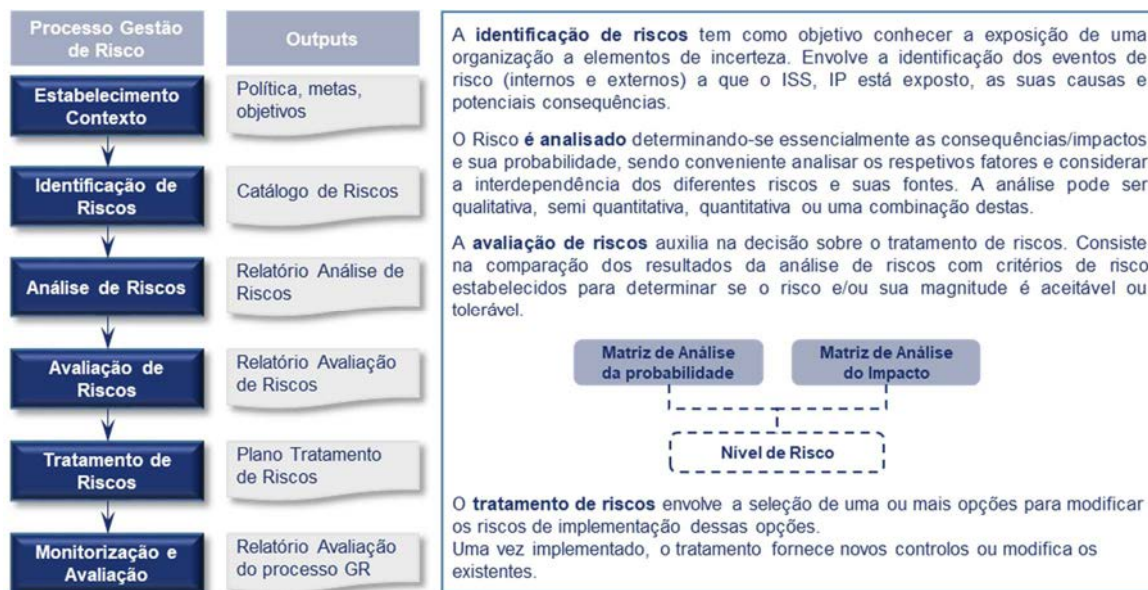 Processo Gestão
de Risco
Outputs
Estabelecimento
Contexto
Política, metas,
objetivos
Identificação de
Riscos
Catálogo de Riscos
Análise de Riscos
Relatório Análise de
Riscos
Avaliação de
Riscos
Relatório Avaliação
de Riscos
Tratamento de
Riscos
Plano Tratamento
de Riscos
Monitorização e
Avaliação
Relatório Avaliação
do processo GR
A identificação de riscos tem como objetivo conhecer a exposição de uma
organização a elementos de incerteza. Envolve a identificação dos eventos de
risco (internos e externos) a que o ISS, IP está exposto, as suas causas e
potenciais consequências.
O Risco é analisado determinando-se essencialmente as consequências/impactos
e sua probabilidade, sendo conveniente analisar os respetivos fatores e considerar
a interdependência dos diferentes riscos e suas fontes. A análise pode ser
qualitativa, semi quantitativa, quantitativa ou uma combinação destas.
A avaliação de riscos auxilia na decisão sobre o tratamento de riscos. Consiste
na comparação dos resultados da análise de riscos com critérios de risco
estabelecidos para determinar se o risco e/ou sua magnitude é aceitável ou
tolerável.
Matriz de Análise
da probabilidade
Matriz de Análise
do Impacto
Nível de Risco
O tratamento de riscos envolve a seleção de uma ou mais opções para modificar
os riscos de implementação dessas opções.
Uma vez implementado, o tratamento fornece novos controlos ou modifica os
existentes.